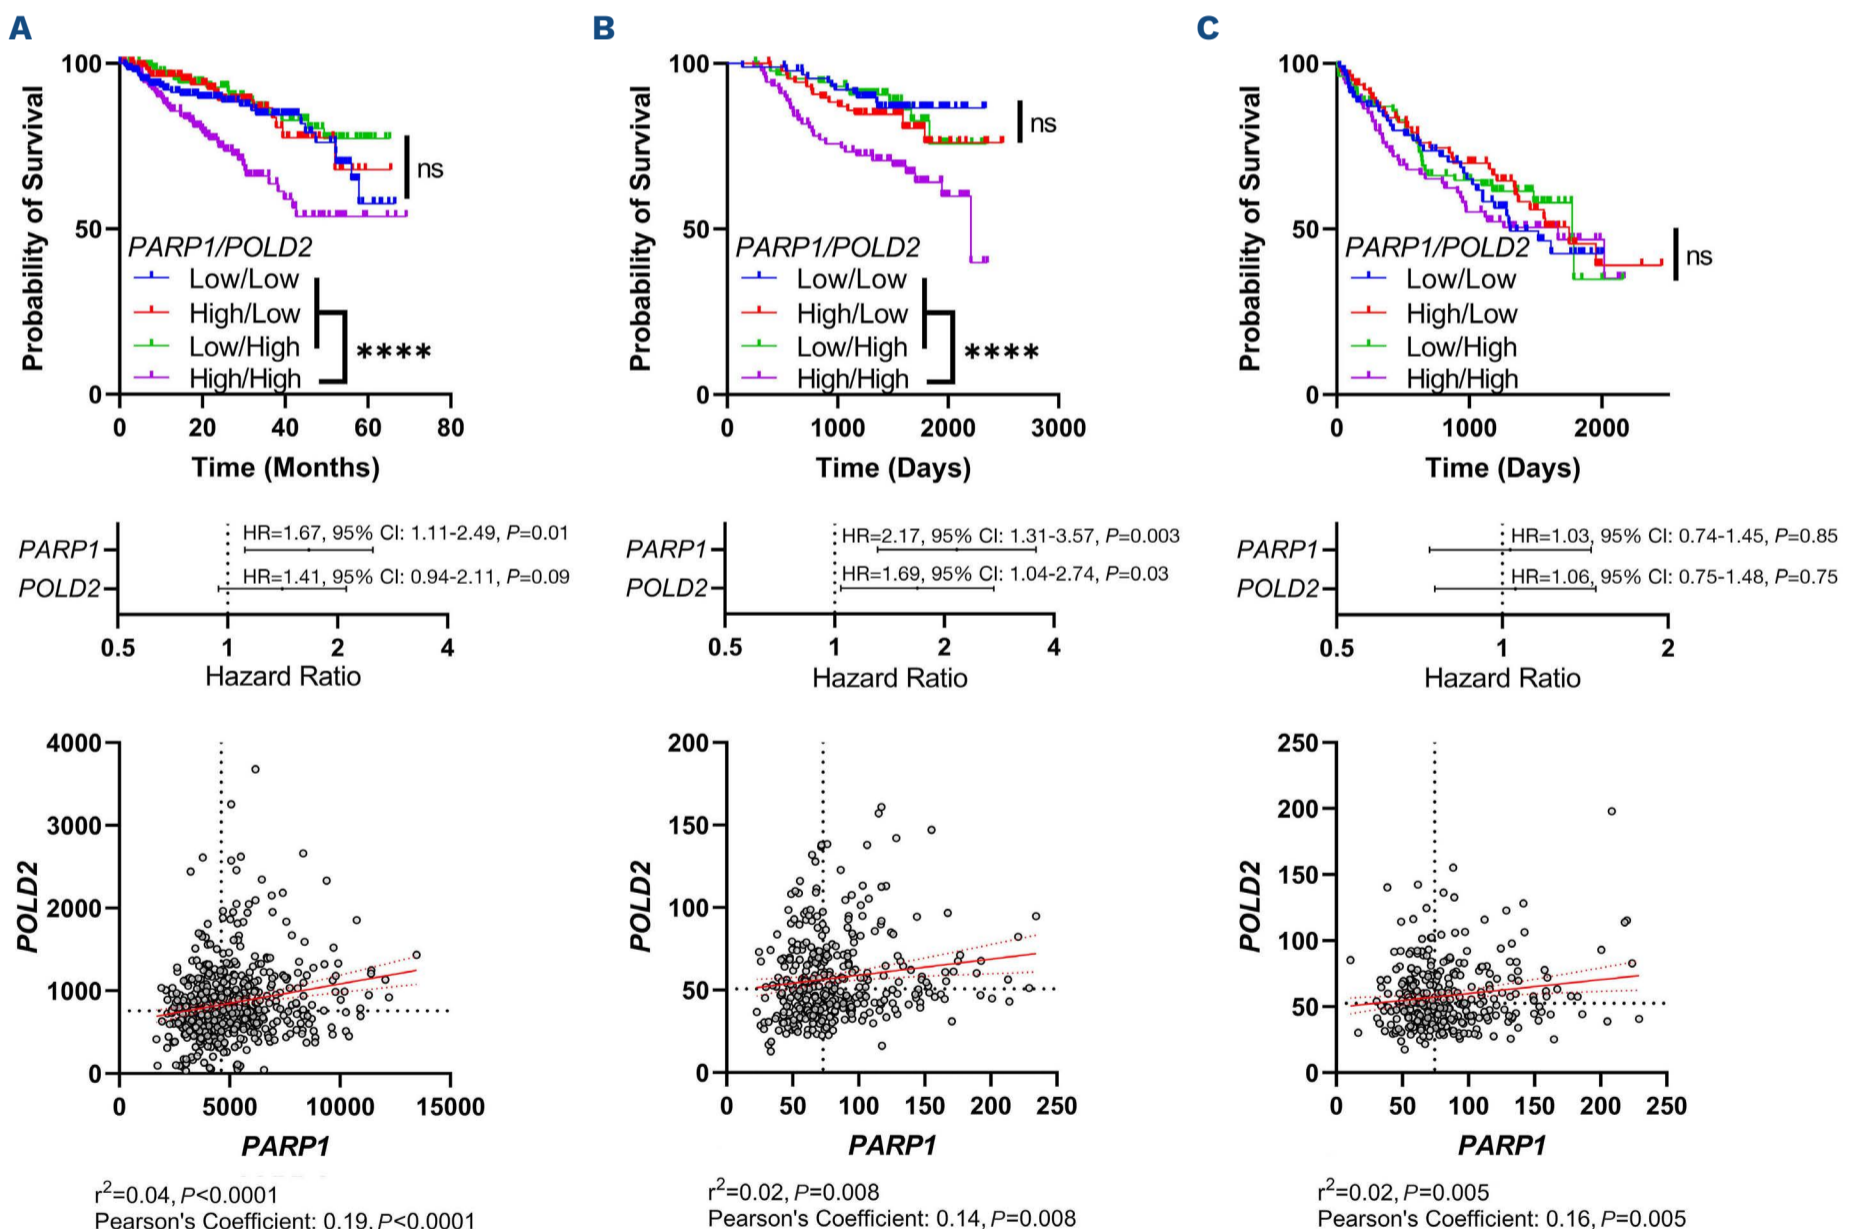 A
Probability of Survival
100
50
0
PARP1/POLD2
Low/Low
High/Low
Low/High
High/High
****
ns
0 20 40 60 80
Time (Months)
B
Probability of Survival
100
50
0
PARP1/POLD2
Low/Low
High/Low
Low/High
High/High
****
ns
0 1000 2000 3000
Time (Days)
C
Probability of Survival
100
50
0
PARP1/POLD2
Low/Low
High/Low
Low/High
High/High
ns
0 1000 2000
Time (Days)
PARP1
HR=1.67, 95% CI: 1.11-2.49, P=0.01
POLD2
HR=1.41, 95% CI: 0.94-2.11, P=0.09
0.5 1 2 4
Hazard Ratio
PARP1
HR=2.17, 95% CI: 1.31-3.57, P=0.003
POLD2
HR=1.69, 95% CI: 1.04-2.74, P=0.03
0.5 1 2 4
Hazard Ratio
PARP1
HR=1.03, 95% CI: 0.74-1.45, P=0.85
POLD2
HR=1.06, 95% CI: 0.75-1.48, P=0.75
0.5 1 2
Hazard Ratio
POLD2
4000
3000
2000
1000
0
0 5000 10000 15000
PARP1
r²=0.04, P<0.0001
Pearson's Coefficient: 0.19, P<0.0001
POLD2
200
150
100
50
0
0 50 100 150 200 250
PARP1
r²=0.02, P=0.008
Pearson's Coefficient: 0.14, P=0.008
POLD2
250
200
150
100
50
0
0 50 100 150 200 250
PARP1
r²=0.02, P=0.005
Pearson's Coefficient: 0.16, P=0.005